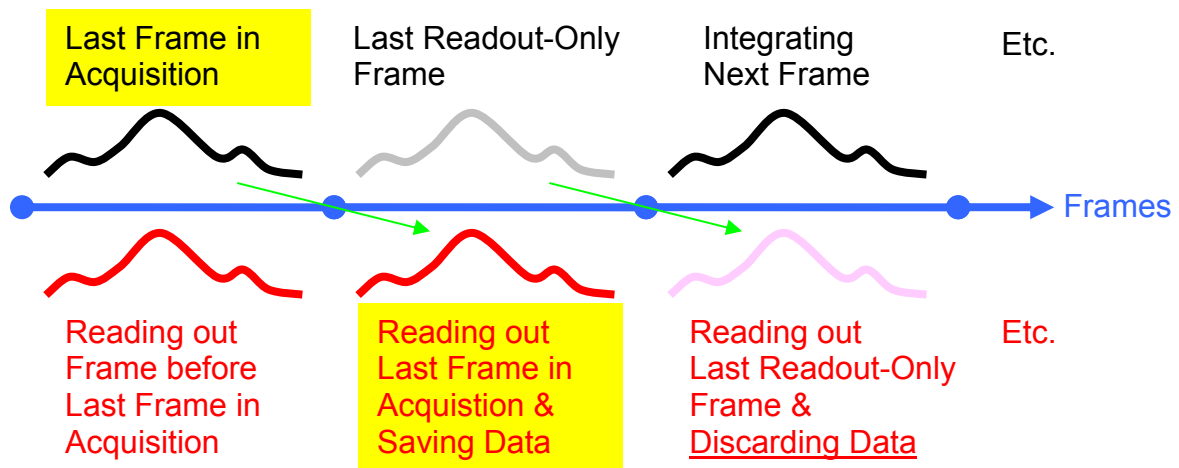 Last Frame in
Acquisition
Last Readout-Only
Frame
Integrating
Next Frame
Etc.
Frames
Reading out
Frame before
Last Frame in
Acquisition
Reading out
Last Frame in
Acquistion &
Saving Data
Reading out
Last Readout-Only
Frame &
Discarding Data
Etc.